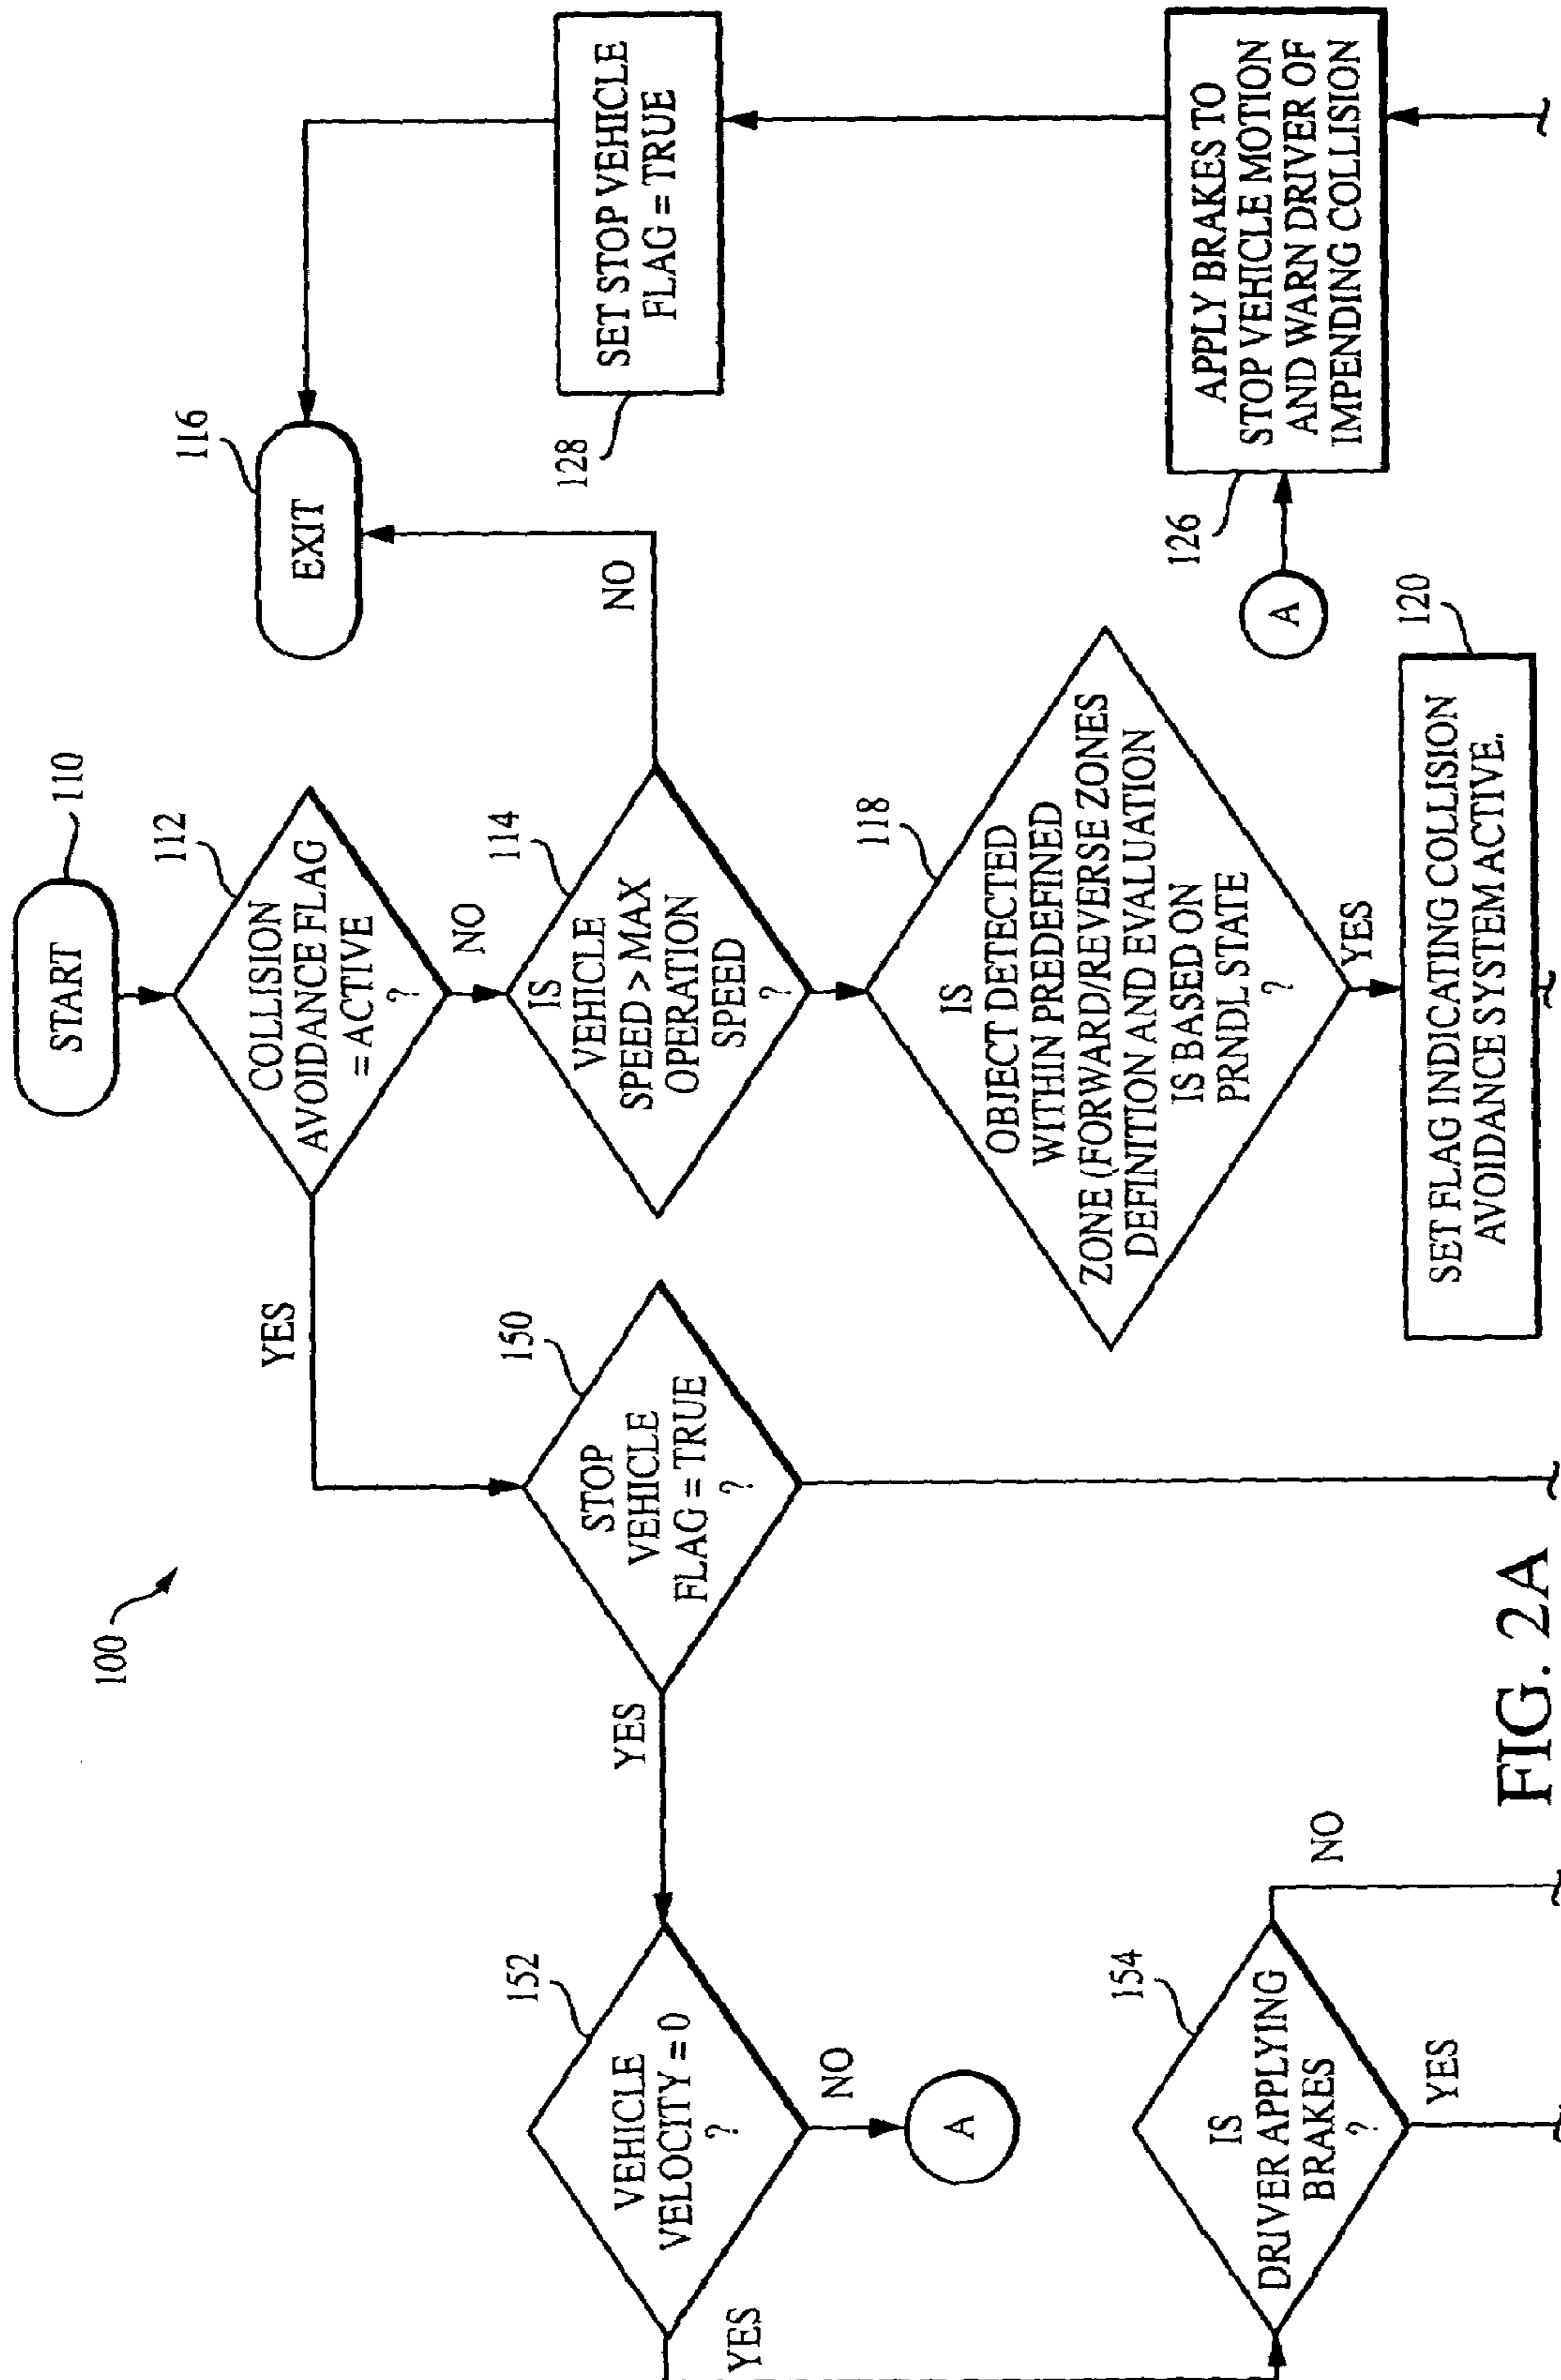 100
START
110
COLLISION
AVOIDANCE FLAG
= ACTIVE
?
112
YES
NO
IS
VEHICLE
SPEED > MAX
OPERATION
SPEED
?
114
NO
EXIT
116
IS
OBJECT DETECTED
WITHIN PREDEFINED
ZONE (FORWARD/REVERSE ZONES
DEFINITION AND EVALUATION
IS BASED ON
PRNDL STATE
?
118
YES
SET FLAG INDICATING COLLISION
AVOIDANCE SYSTEM ACTIVE.
120
SET STOP VEHICLE
FLAG = TRUE
128
APPLY BRAKES TO
STOP VEHICLE MOTION
AND WARN DRIVER OF
IMPENDING COLLISION
126
A
STOP
VEHICLE
FLAG = TRUE
?
150
YES
VEHICLE
VELOCITY = 0
?
152
NO
A
YES
IS
DRIVER APPLYING
BRAKES
?
154
NO
YES
FIG. 2A